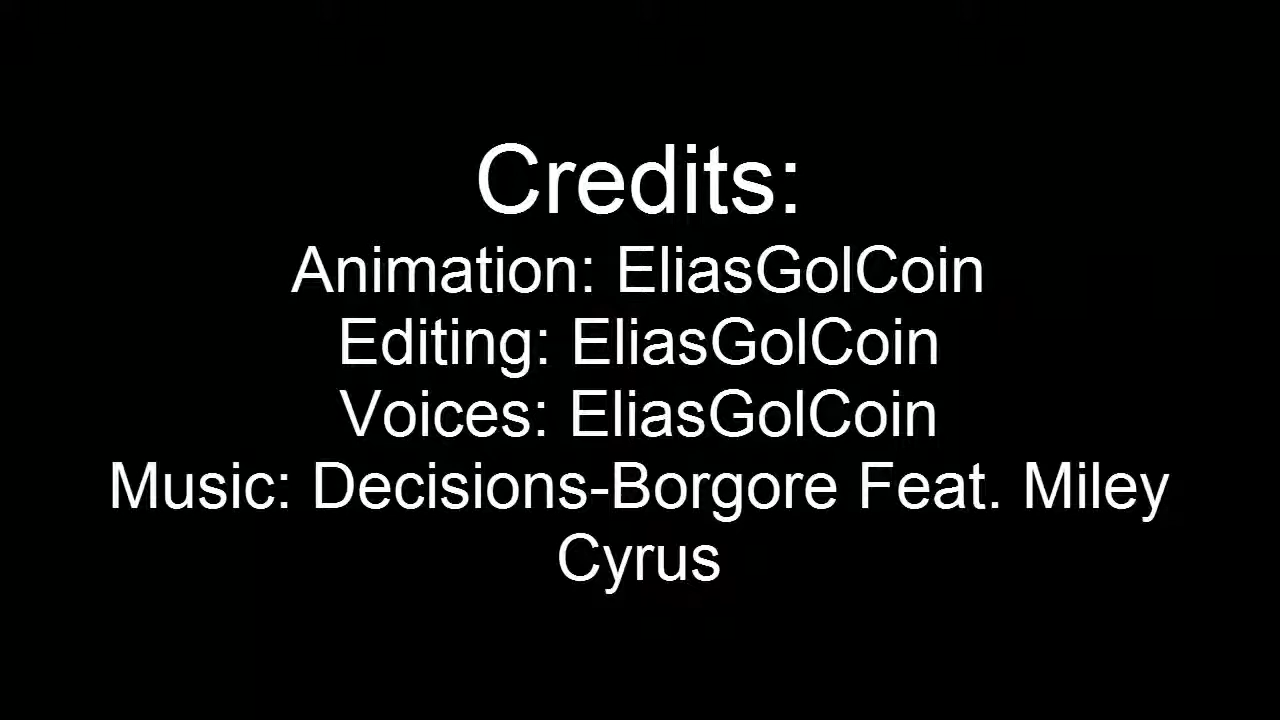 Credits:
Animation: EliasGolCoin
Editing: EliasGolCoin
Voices: EliasGolCoin
Music: Decisions-Borgore Feat. Miley
Cyrus